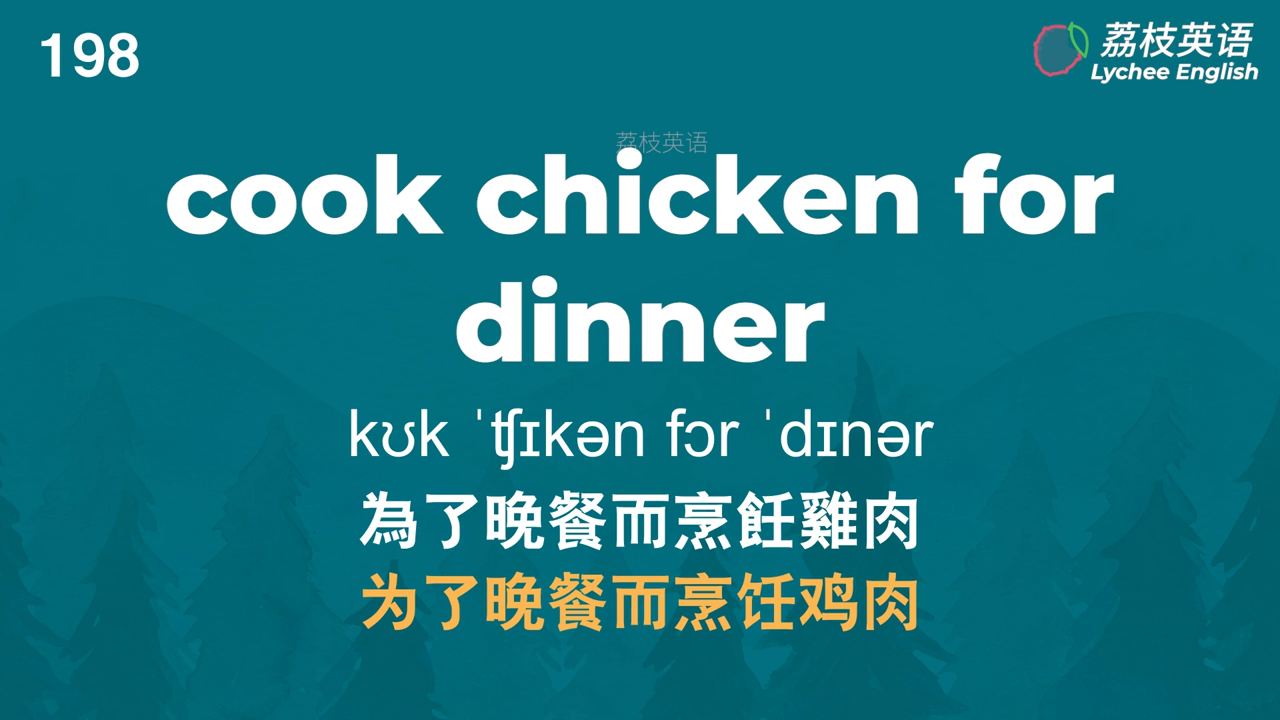 198
荔枝英语
Lychee English
荔枝英语
cook chicken for
dinner
kʊk ˈʧɪkən fɔr ˈdɪnər
為了晚餐而烹飪雞肉
为了晚餐而烹饪鸡肉